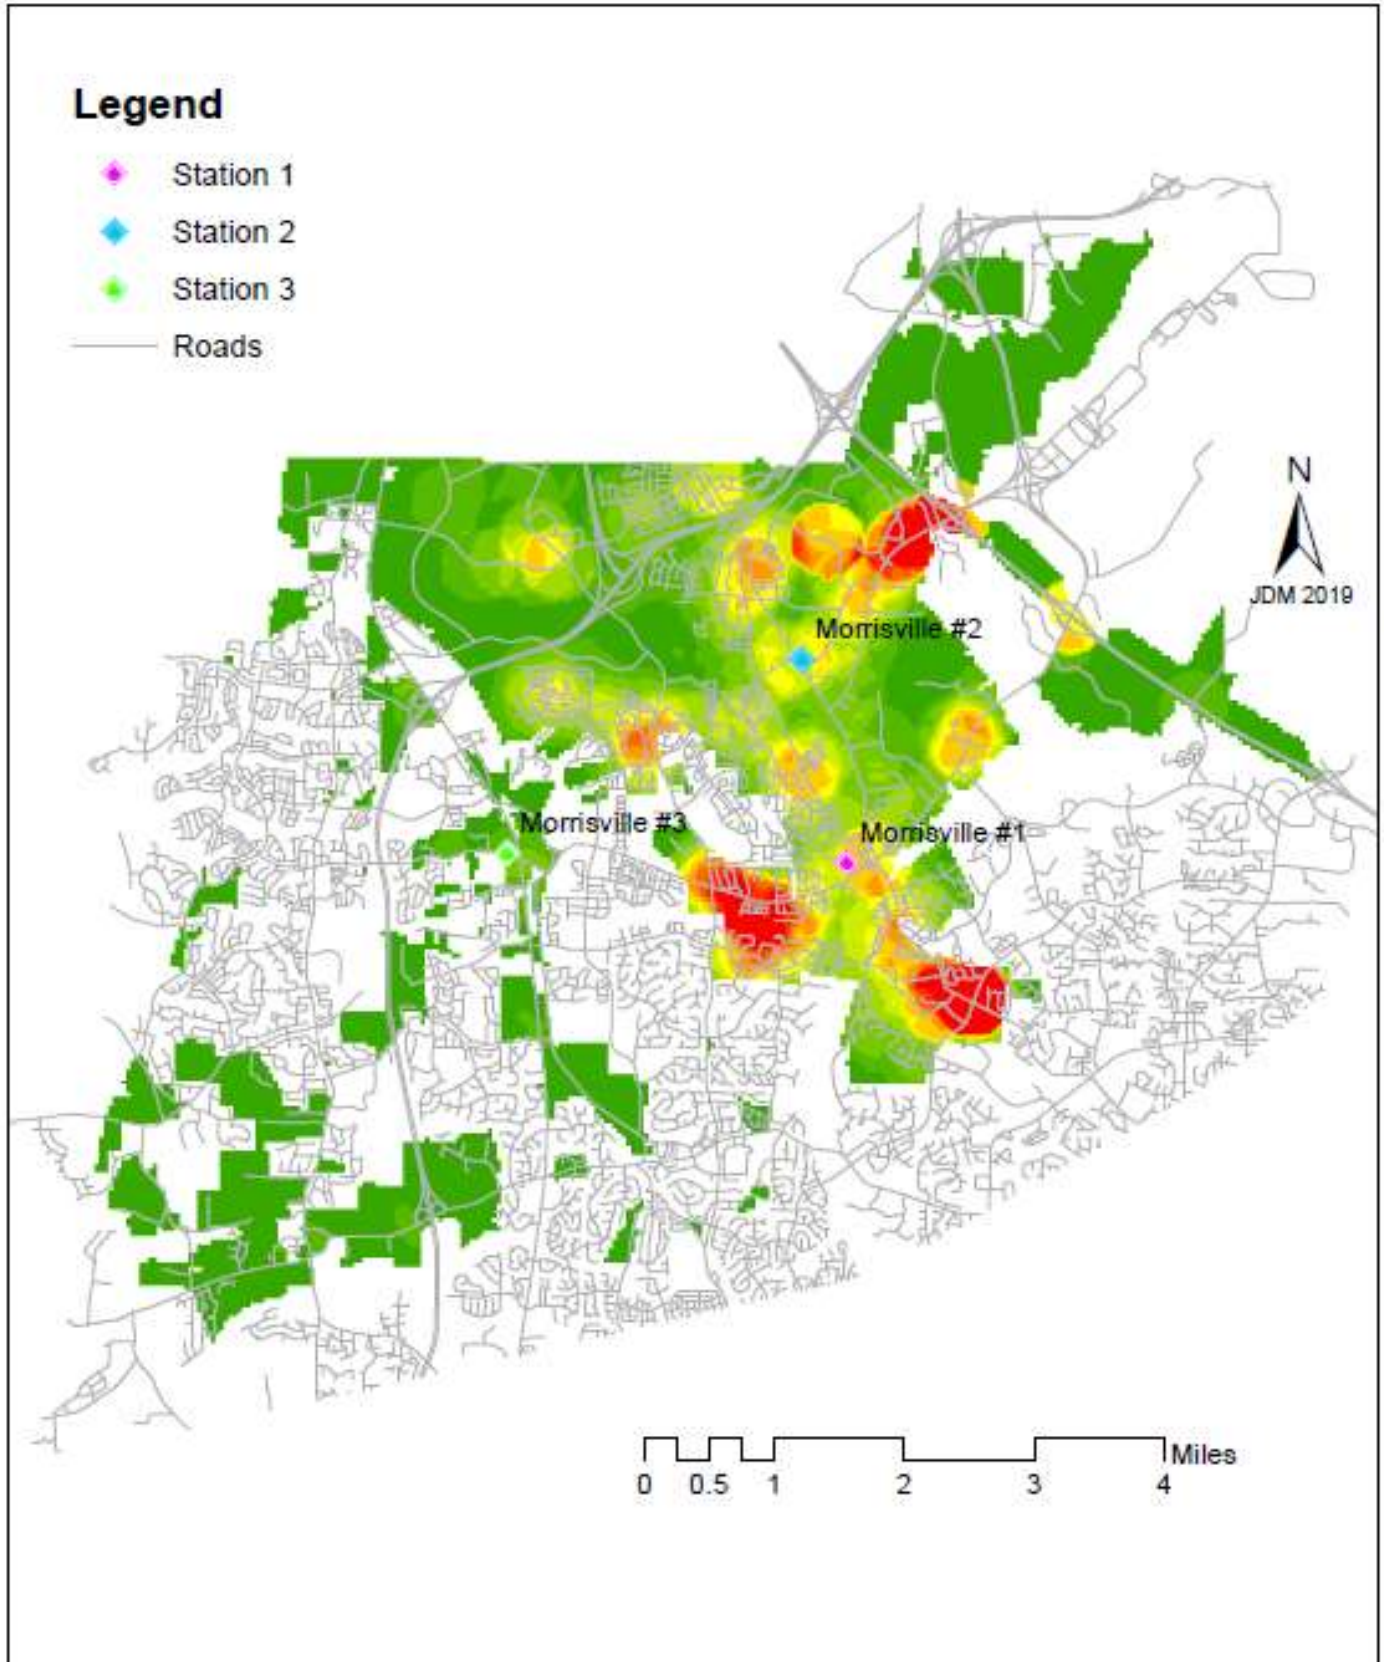 Legend
Station 1
Station 2
Station 3
Roads
N
JDM 2019
Morrisville #2
Morrisville #3
Morrisville #1
Miles
0 0.5 1 2 3 4